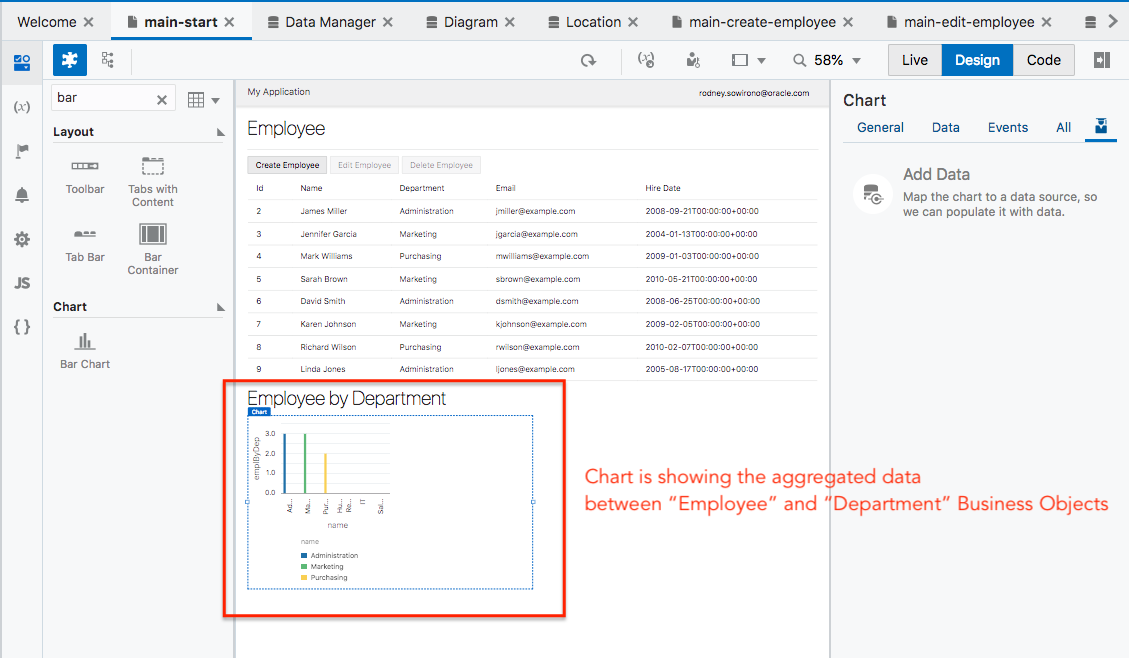 Welcome
main-start
Data Manager
Diagram
Location
main-create-employee
main-edit-employee
58%
Live
Design
Code
bar
Layout
Toolbar
Tabs with Content
Tab Bar
Bar Container
Chart
Bar Chart
(x)
JS
{ }
My Application
rodney.sowirono@oracle.com
Employee
Create Employee Edit Employee Delete Employee
Id Name Department Email Hire Date
2 James Miller Administration jmiller@example.com 2008-09-21T00:00:00+00:00
3 Jennifer Garcia Marketing jgarcia@example.com 2004-01-13T00:00:00+00:00
4 Mark Williams Purchasing mwilliams@example.com 2009-01-03T00:00:00+00:00
5 Sarah Brown Marketing sbrown@example.com 2010-05-21T00:00:00+00:00
6 David Smith Administration dsmith@example.com 2008-06-25T00:00:00+00:00
7 Karen Johnson Marketing kjohnson@example.com 2009-02-05T00:00:00+00:00
8 Richard Wilson Purchasing rwilson@example.com 2010-02-07T00:00:00+00:00
9 Linda Jones Administration ljones@example.com 2005-08-17T00:00:00+00:00
Employee by Department
Chart
3.0
2.0
1.0
0.0
emplByDep
Ad... Ma... Pur... Hu... Re... IT Sal...
name
name
Administration
Marketing
Purchasing
Chart is showing the aggregated data
between “Employee” and “Department” Business Objects
Chart
General Data Events All
Add Data
Map the chart to a data source, so
we can populate it with data.